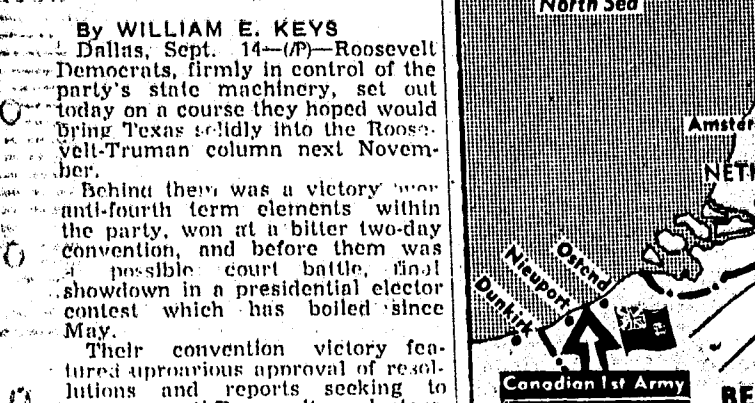 By WILLIAM E. KEYS
Dallas, Sept. 14—(AP)—Roosevelt
Democrats, firmly in control of the
party's state machinery, set out
today on a course they hoped would
bring Texas solidly into the Roose-
velt-Truman column next Novem-
ber.
Behind them was a victory over
anti-fourth term elements within
the party, won at a bitter two-day
convention, and before them was
a possible court battle, final
showdown in a presidential elector
contest which has boiled since
May.
Their convention victory fea-
tured uproarious approval of resol-
lutions and reports seeking to
North Sea
Amster
NETH
Ostend
Nieuport
Dunkirk
Canadian 1st Army
BE